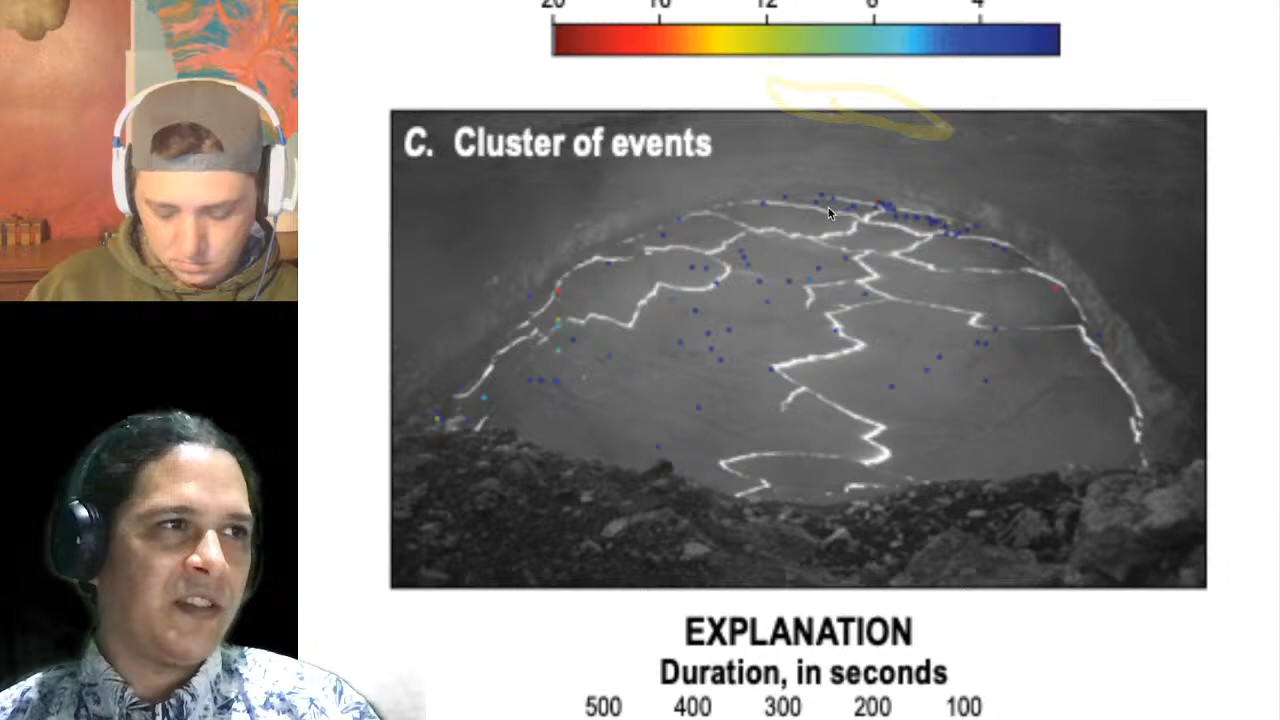 20 16 12 8 4
C. Cluster of events
EXPLANATION
Duration, in seconds
500 400 300 200 100